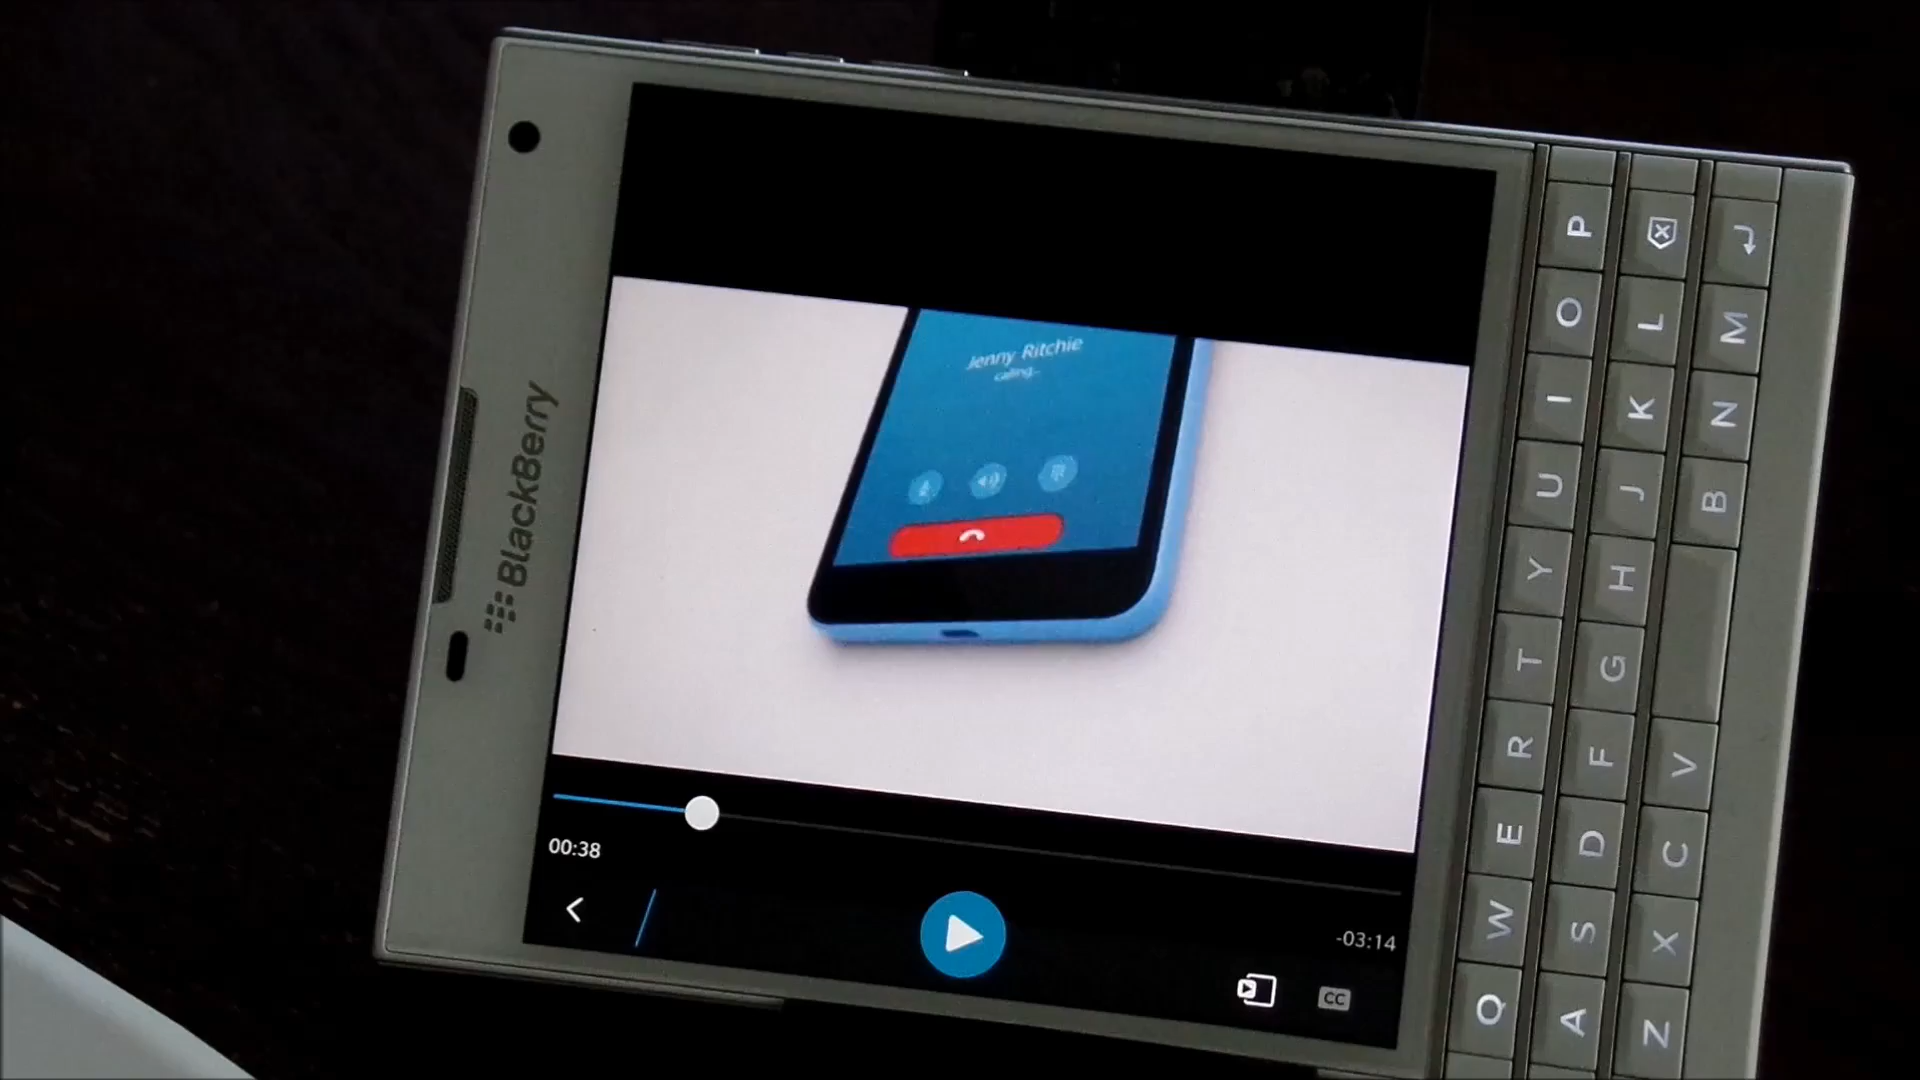 BlackBerry
Jenny Ritchie
calling...
00:38
-03:14
CC
Q W E R T Y U I O P
A S D F G H J K L
Z X C V B N M